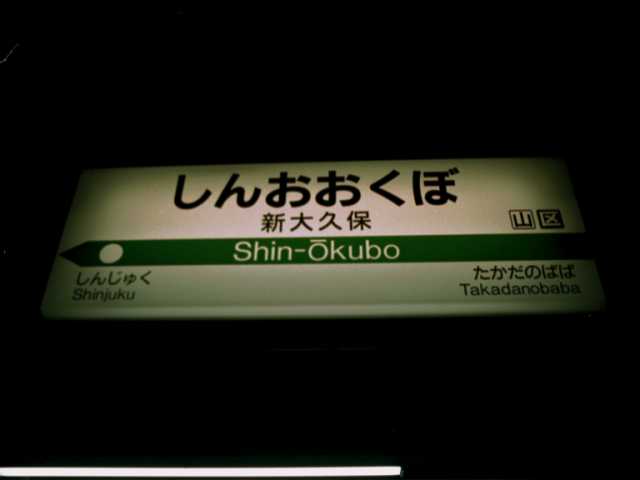 しんおおくぼ
新大久保
山区
Shin-Ōkubo
しんじゅく
Shinjuku
たかだのばば
Takadanobaba